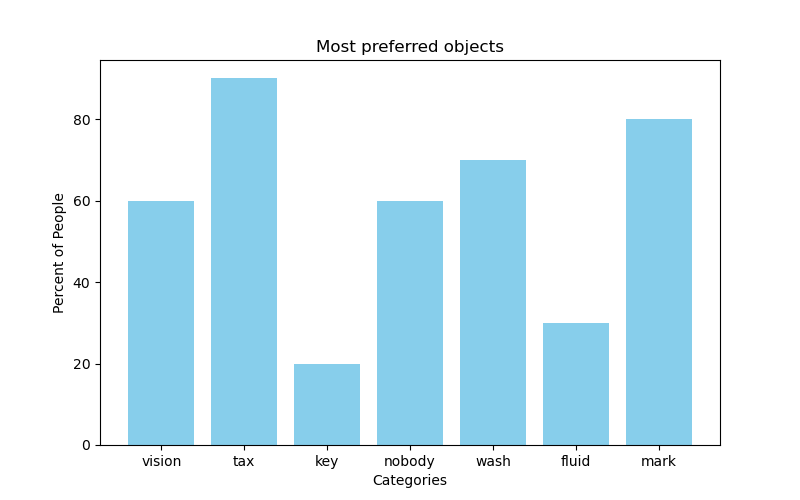 Most preferred objects
Percent of People
80
60
40
20
0
vision tax key nobody wash fluid mark
Categories